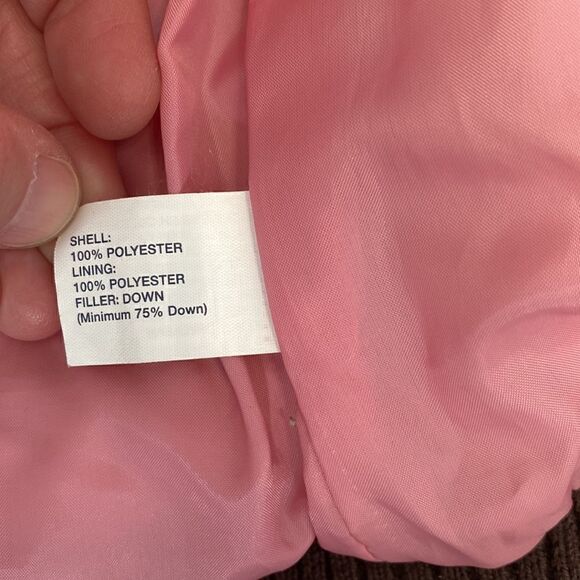 SHELL:
100% POLYESTER
LINING:
100% POLYESTER
FILLER: DOWN
(Minimum 75% Down)